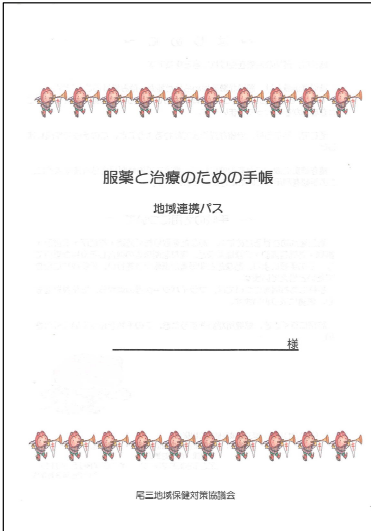 服薬と治療のための手帳
地域連携パス
様
尾三地域保健対策協議会